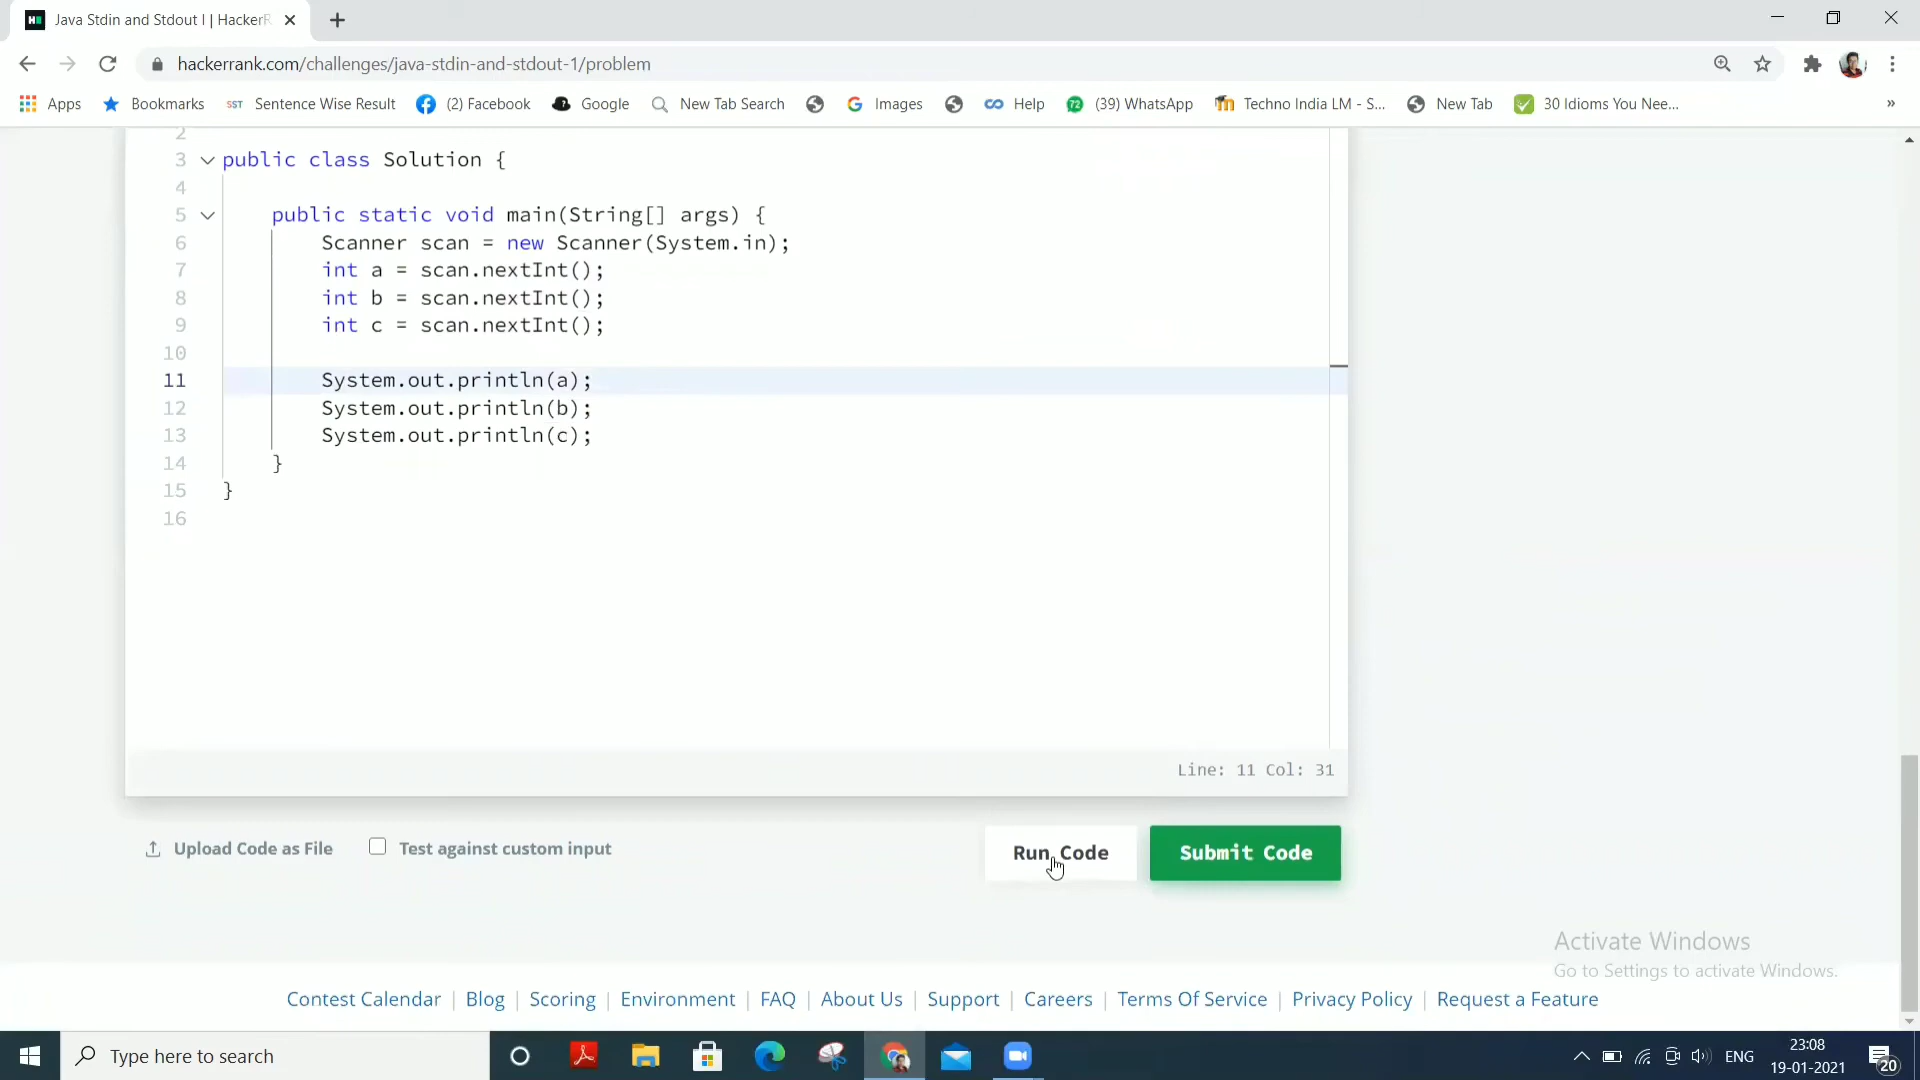 Java Stdin and Stdout I | HackerR
hackerrank.com/challenges/java-stdin-and-stdout-1/problem
Apps Bookmarks SST Sentence Wise Result (2) Facebook Google New Tab Search Images Help 72 (39) WhatsApp Techno India LM - S... New Tab 30 Idioms You Nee... »
2
3 public class Solution {
4
5 public static void main(String[] args) {
6 Scanner scan = new Scanner(System.in);
7 int a = scan.nextInt();
8 int b = scan.nextInt();
9 int c = scan.nextInt();
10
11 System.out.println(a);
12 System.out.println(b);
13 System.out.println(c);
14 }
15 }
16
Line: 11 Col: 31
Upload Code as File Test against custom input Run Code Submit Code
Activate Windows
Go to Settings to activate Windows.
Contest Calendar | Blog | Scoring | Environment | FAQ | About Us | Support | Careers | Terms Of Service | Privacy Policy | Request a Feature
Type here to search ENG 23:08
19-01-2021 20